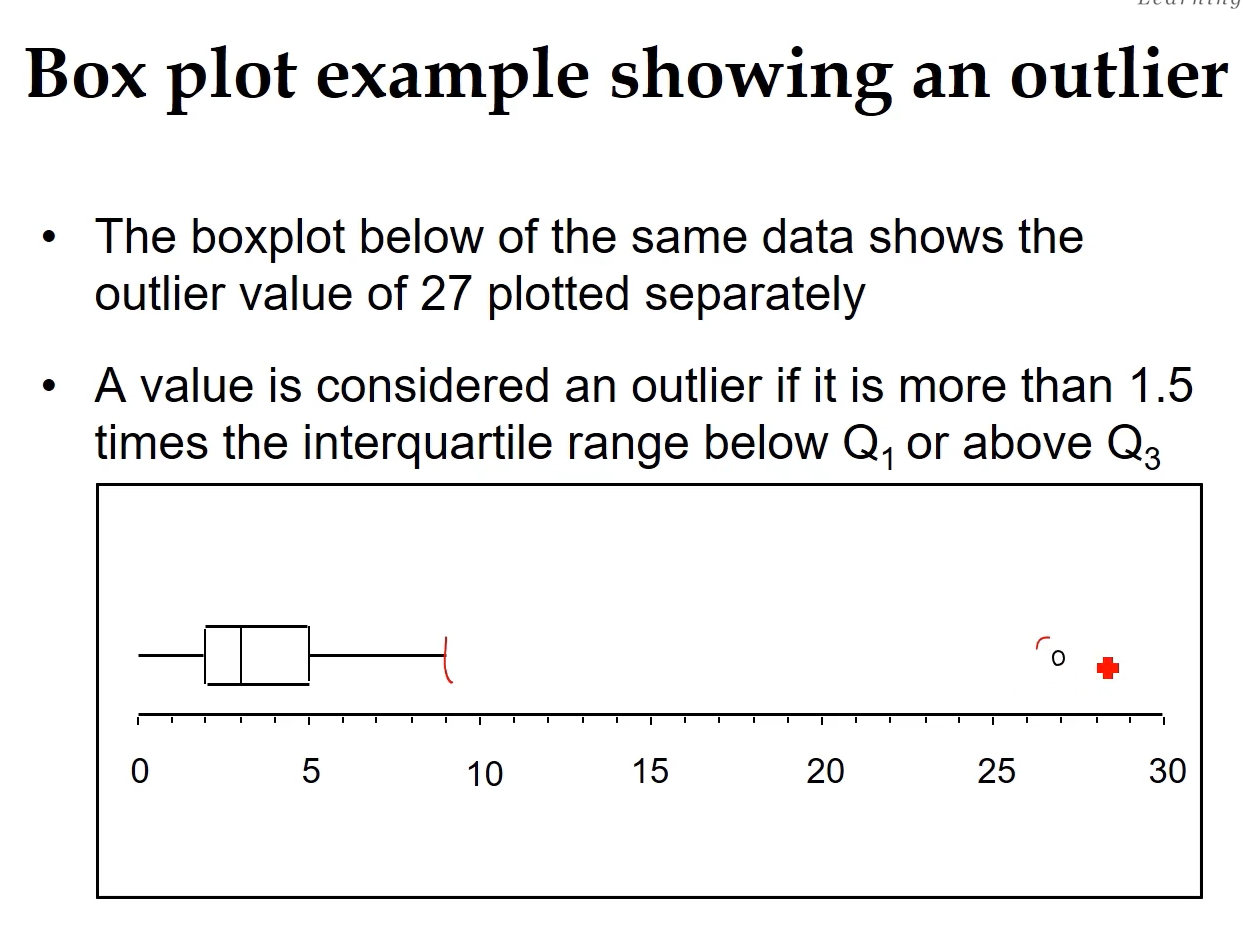 Learning
Box plot example showing an outlier
• The boxplot below of the same data shows the
outlier value of 27 plotted separately
• A value is considered an outlier if it is more than 1.5
times the interquartile range below Q1 or above Q3
0 5 10 15 20 25 30